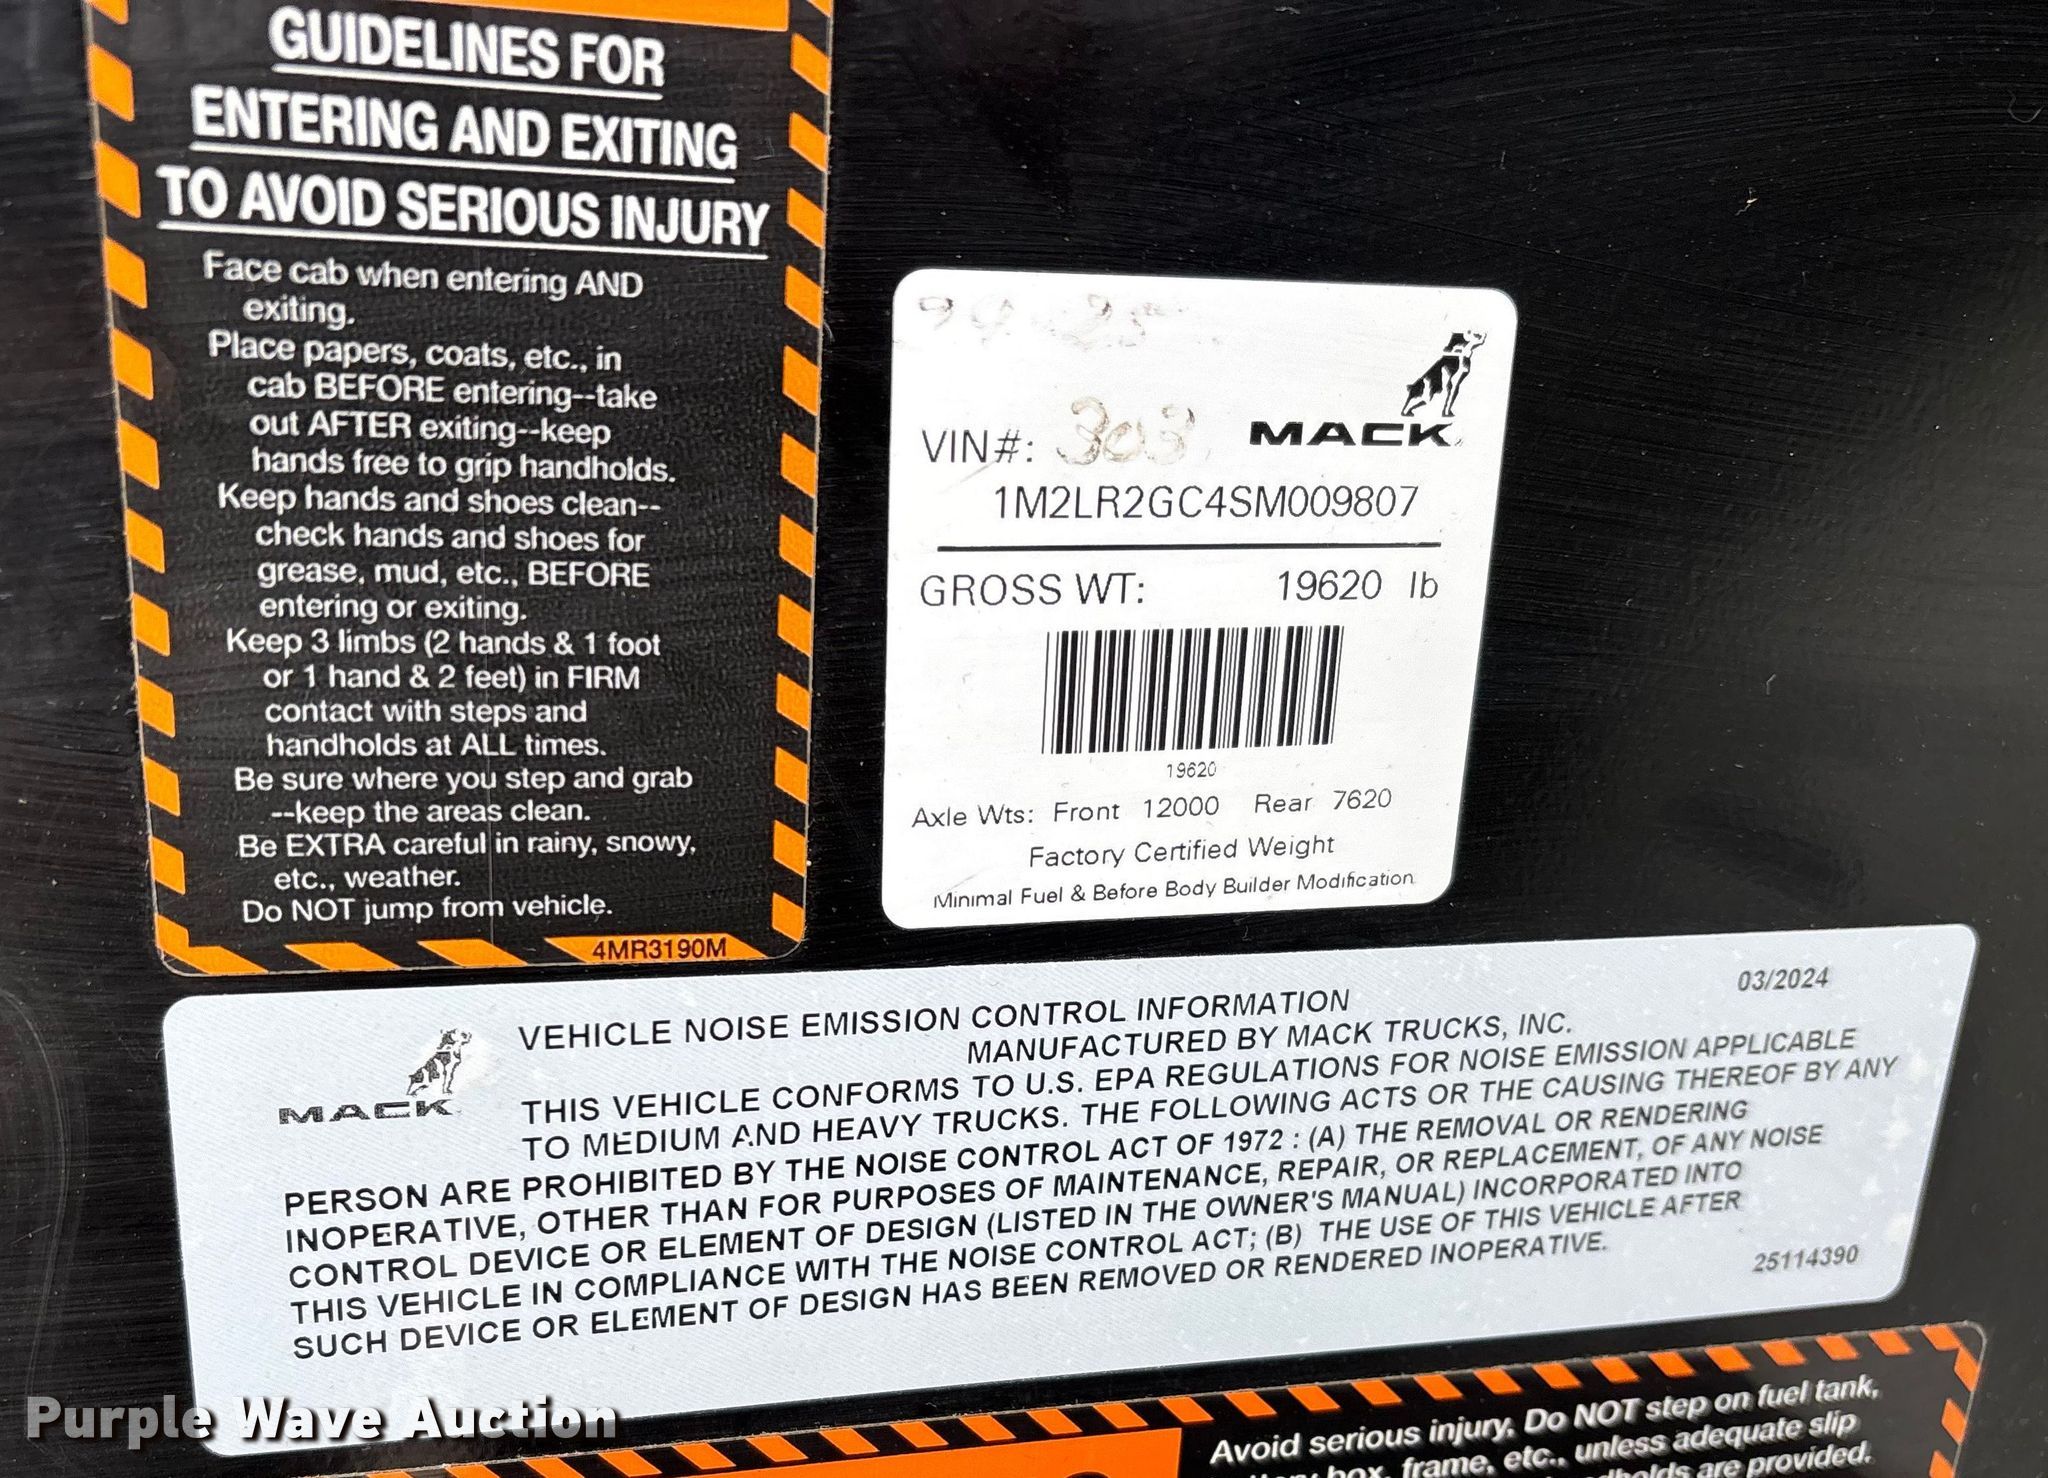 GUIDELINES FOR
ENTERING AND EXITING
TO AVOID SERIOUS INJURY
Face cab when entering AND
exiting.
Place papers, coats, etc., in
cab BEFORE entering--take
out AFTER exiting--keep
hands free to grip handholds.
Keep hands and shoes clean--
check hands and shoes for
grease, mud, etc., BEFORE
entering or exiting.
Keep 3 limbs (2 hands & 1 foot
or 1 hand & 2 feet) in FIRM
contact with steps and
handholds at ALL times.
Be sure where you step and grab
--keep the areas clean.
Be EXTRA careful in rainy, snowy,
etc., weather.
Do NOT jump from vehicle.
4MR3190M
MACK
VIN#: 303
1M2LR2GC4SM009807
GROSS WT: 19620 lb
19620
Axle Wts: Front 12000 Rear 7620
Factory Certified Weight
Minimal Fuel & Before Body Builder Modification
03/2024
MACK
VEHICLE NOISE EMISSION CONTROL INFORMATION
MANUFACTURED BY MACK TRUCKS, INC.
THIS VEHICLE CONFORMS TO U.S. EPA REGULATIONS FOR NOISE EMISSION APPLICABLE
TO MEDIUM AND HEAVY TRUCKS. THE FOLLOWING ACTS OR THE CAUSING THEREOF BY ANY
PERSON ARE PROHIBITED BY THE NOISE CONTROL ACT OF 1972 : (A) THE REMOVAL OR RENDERING
INOPERATIVE, OTHER THAN FOR PURPOSES OF MAINTENANCE, REPAIR, OR REPLACEMENT, OF ANY NOISE
CONTROL DEVICE OR ELEMENT OF DESIGN (LISTED IN THE OWNER'S MANUAL) INCORPORATED INTO
THIS VEHICLE IN COMPLIANCE WITH THE NOISE CONTROL ACT; (B) THE USE OF THIS VEHICLE AFTER
SUCH DEVICE OR ELEMENT OF DESIGN HAS BEEN REMOVED OR RENDERED INOPERATIVE.
25114390
Avoid serious injury, Do NOT step on fuel tank,
box, frame, etc., unless adequate slip
are provided.
Purple Wave Auction